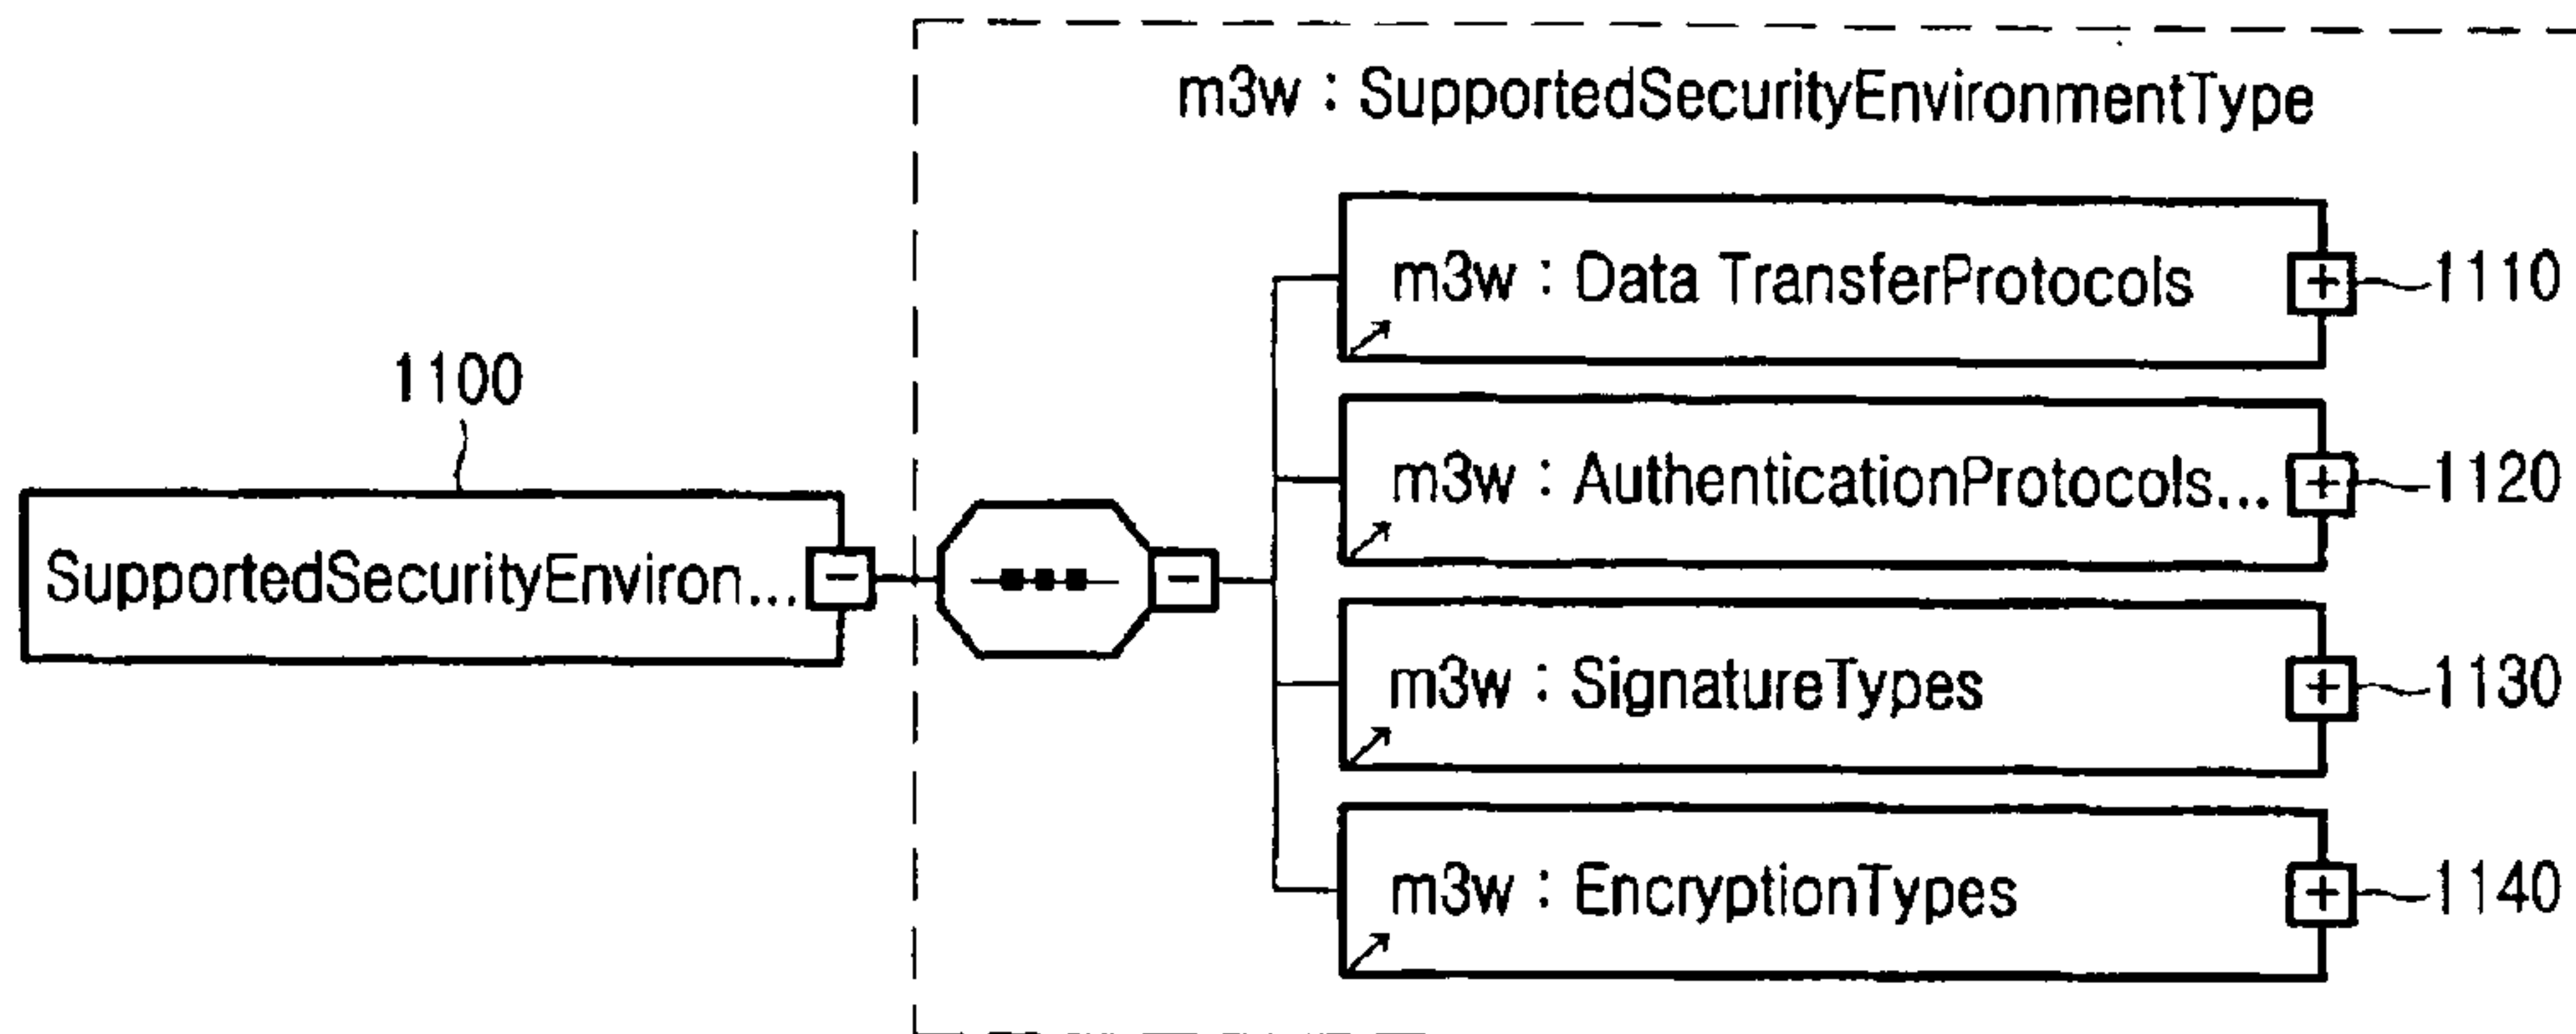 m3w : SupportedSecurityEnvironmentType
m3w : Data TransferProtocols
1110
1100
m3w : AuthenticationProtocols...
1120
SupportedSecurityEnviron...
m3w : SignatureTypes
1130
m3w : EncryptionTypes
1140